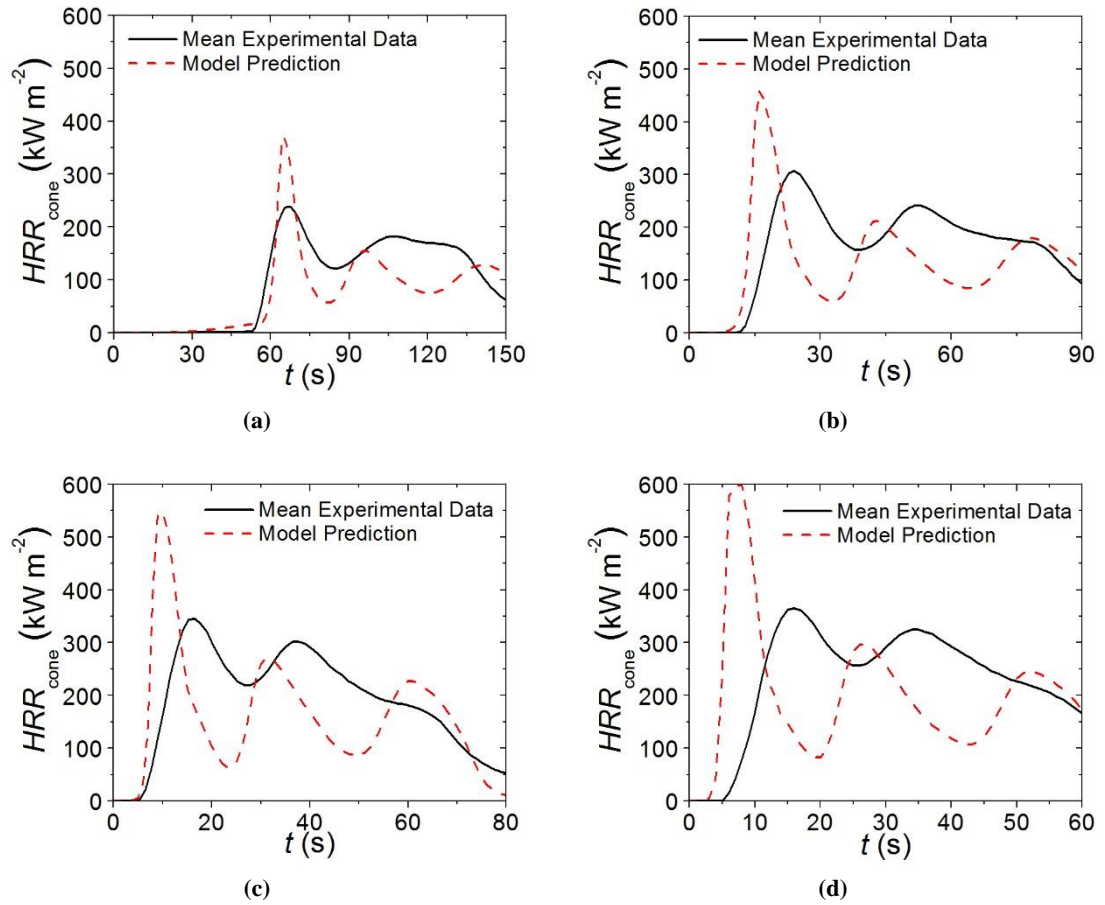 600
500
400
300
200
100
0
HRR_cone (kW m^-2)
Mean Experimental Data
Model Prediction
0 30 60 90 120 150
t (s)
(a)
600
500
400
300
200
100
0
HRR_cone (kW m^-2)
Mean Experimental Data
Model Prediction
0 30 60 90
t (s)
(b)
600
500
400
300
200
100
0
HRR_cone (kW m^-2)
Mean Experimental Data
Model Prediction
0 20 40 60 80
t (s)
(c)
600
500
400
300
200
100
0
HRR_cone (kW m^-2)
Mean Experimental Data
Model Prediction
0 10 20 30 40 50 60
t (s)
(d)